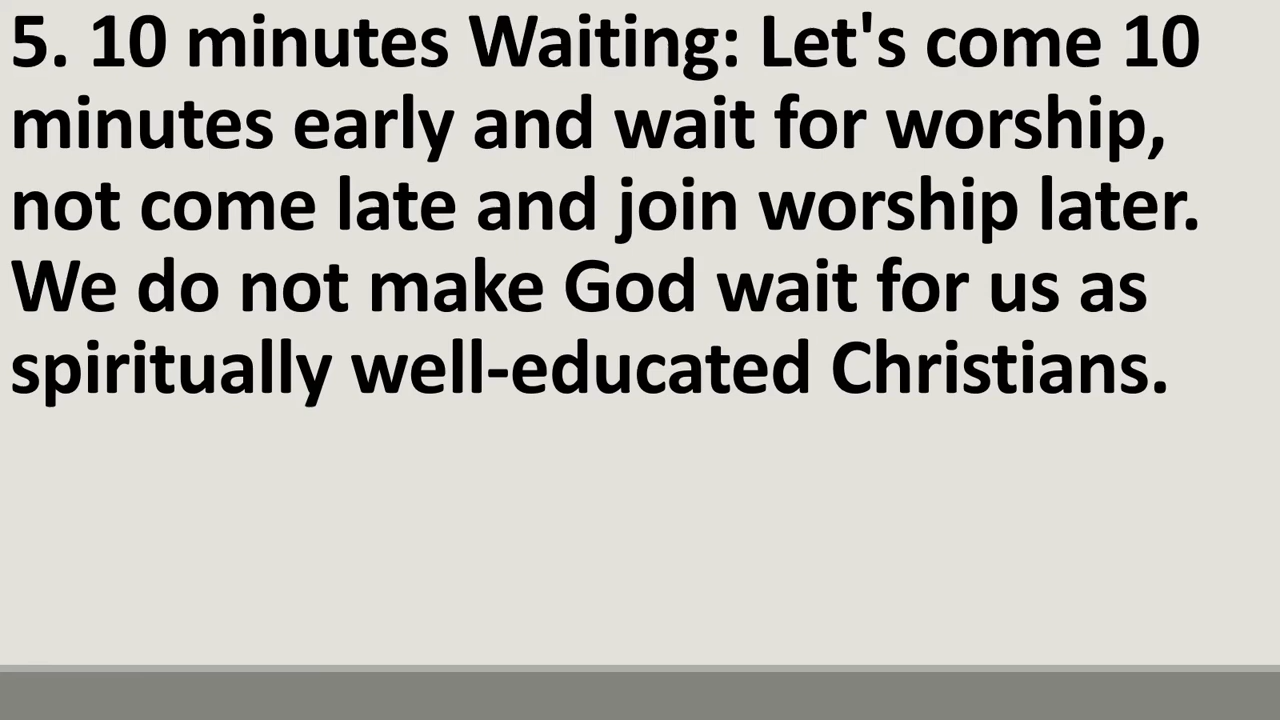 5. 10 minutes Waiting: Let's come 10
minutes early and wait for worship,
not come late and join worship later.
We do not make God wait for us as
spiritually well-educated Christians.